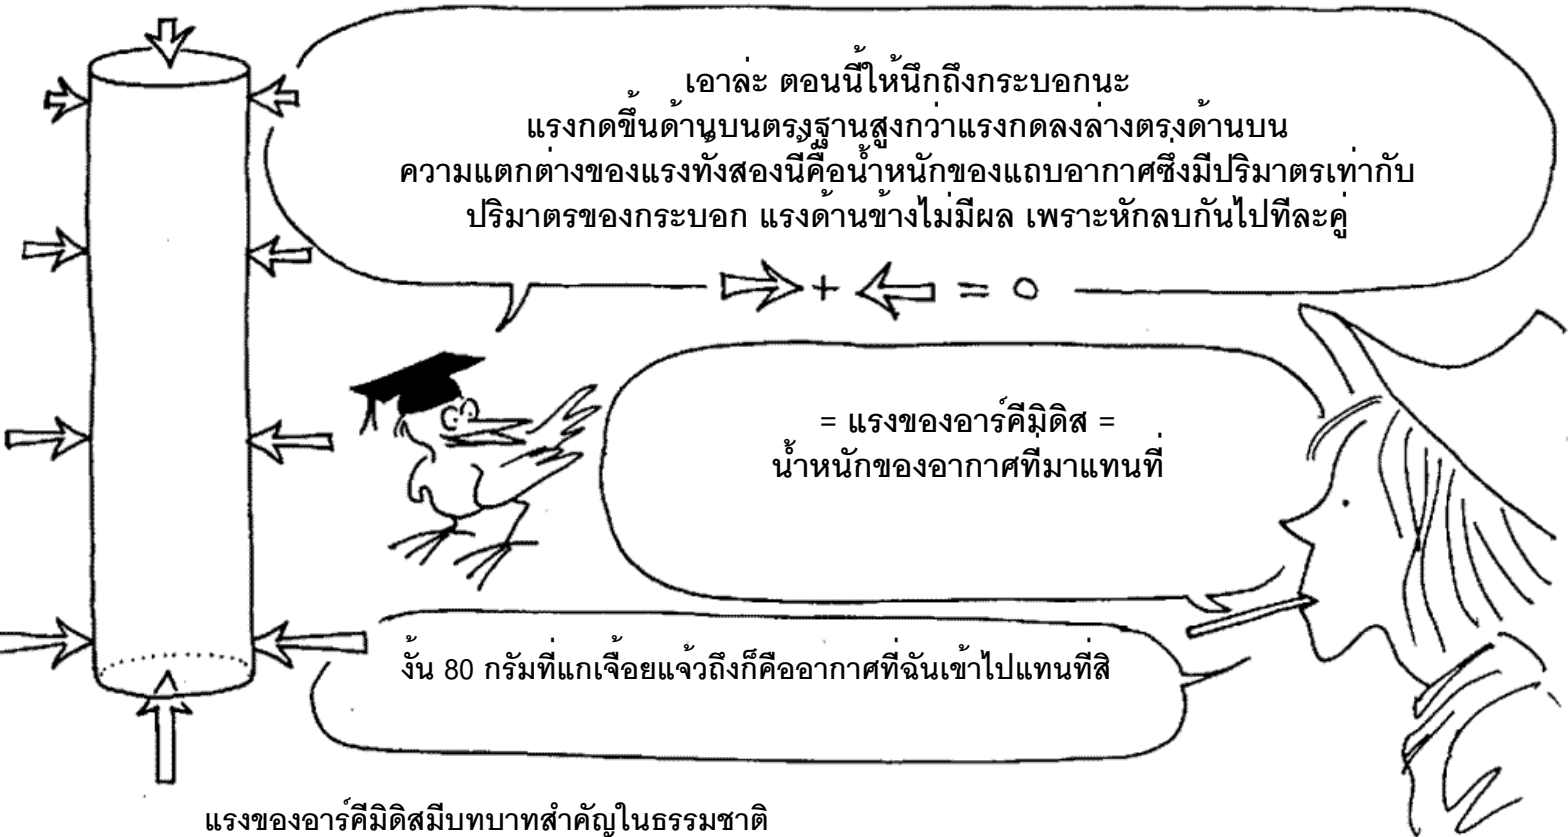 เอาล่ะ ตอนนี้ให้นึกถึงกระบอกนะ
แรงกดขึ้นด้านบนตรงฐานสูงกว่าแรงกดลงล่างตรงด้านบน
ความแตกต่างของแรงทั้งสองนี้คือน้ำหนักของแถบอากาศซึ่งมีปริมาตรเท่ากับ
ปริมาตรของกระบอก แรงด้านข้างไม่มีผล เพราะหักลบกันไปทีละคู่
+ = 0
= แรงของอาร์คีมิดิส =
น้ำหนักของอากาศที่มาแทนที่
งั้น 80 กรัมที่แกเจื้อยแจ้วถึงก็คืออากาศที่ฉันเข้าไปแทนที่สิ
แรงของอาร์คีมิดิสมีบทบาทสำคัญในธรรมชาติ